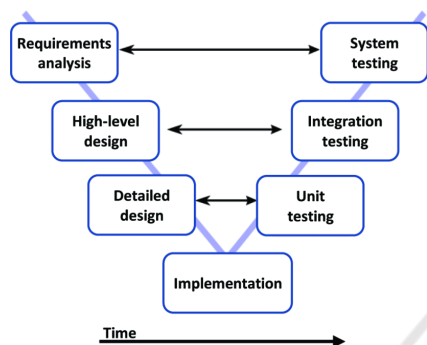 Requirements
analysis
System
testing
High-level
design
Integration
testing
Detailed
design
Unit
testing
Implementation
Time